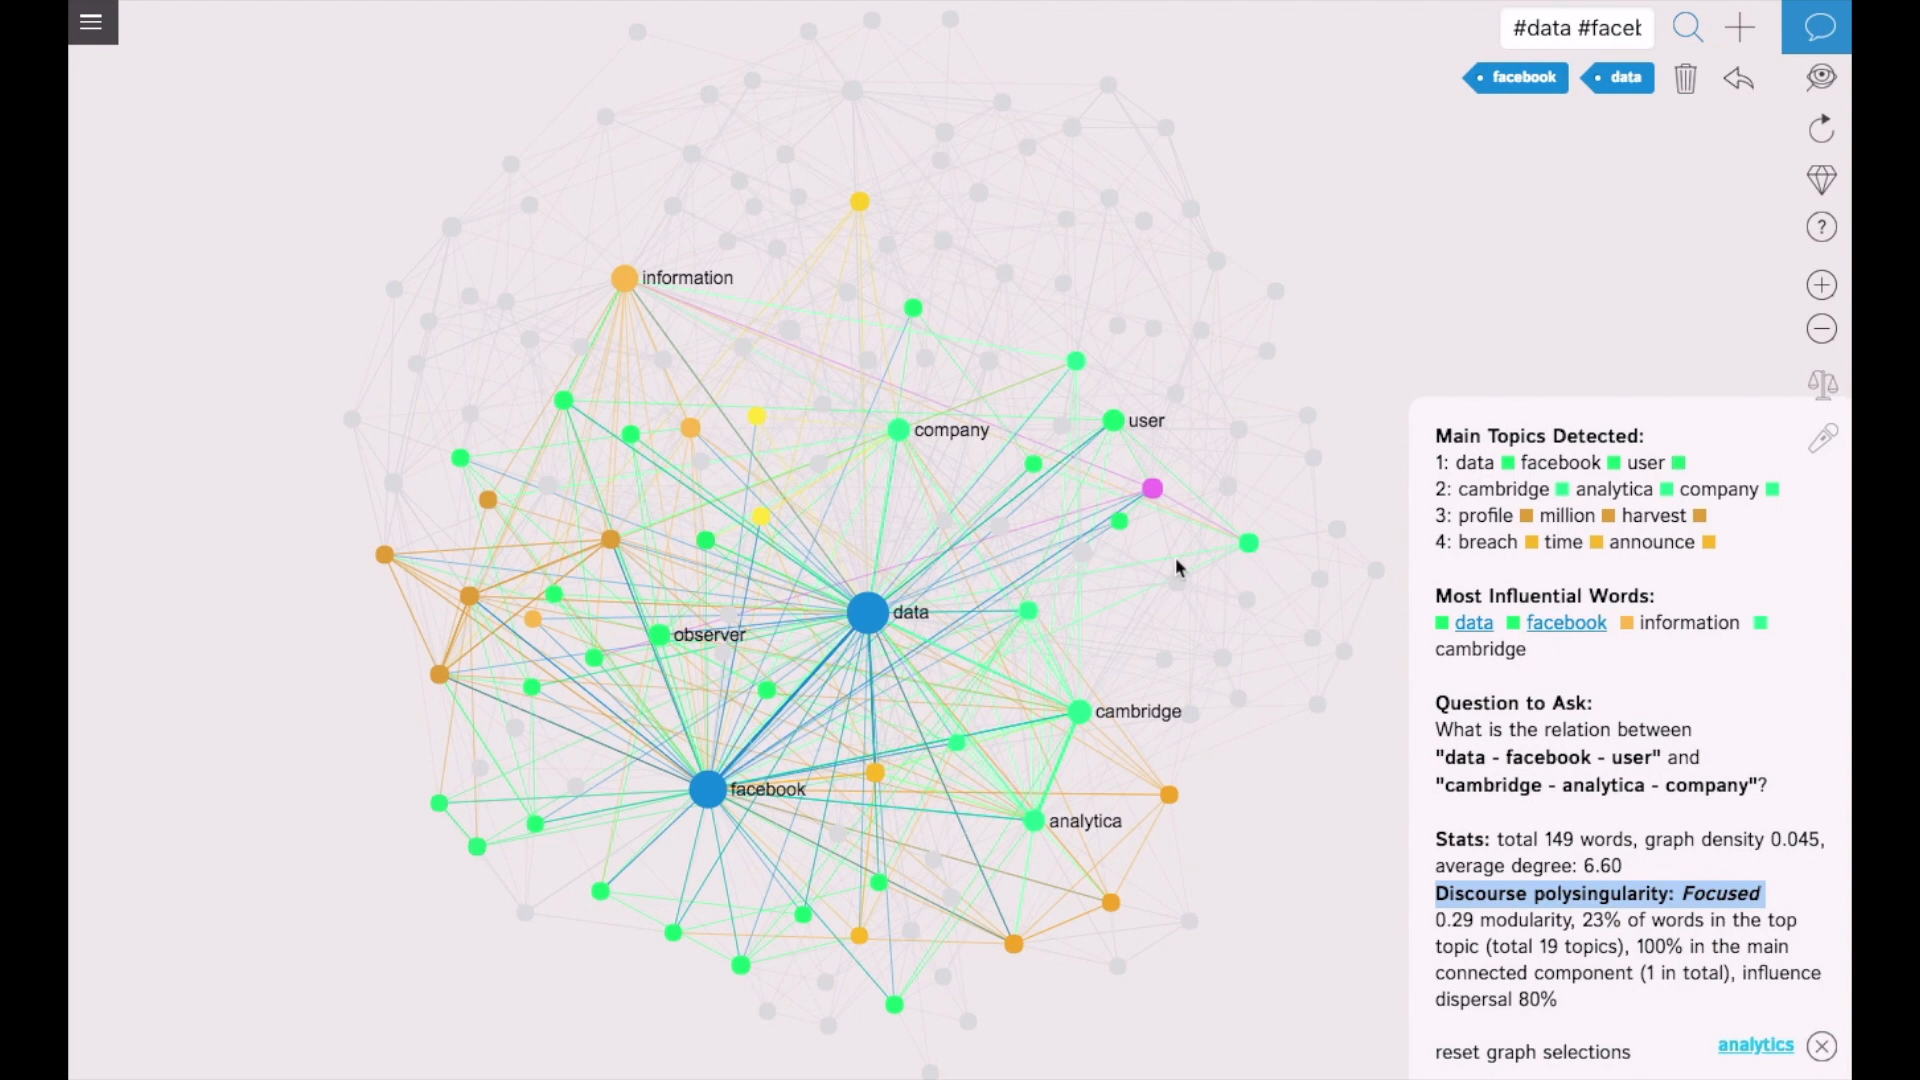 #data #facel
facebook
data
?
information
company
user
data
observer
cambridge
facebook
analytica
Main Topics Detected:
1: data facebook user
2: cambridge analytica company
3: profile million harvest
4: breach time announce
Most Influential Words:
data facebook information
cambridge
Question to Ask:
What is the relation between
"data - facebook - user" and
"cambridge - analytica - company"?
Stats: total 149 words, graph density 0.045,
average degree: 6.60
Discourse polysingularity: Focused
0.29 modularity, 23% of words in the top
topic (total 19 topics), 100% in the main
connected component (1 in total), influence
dispersal 80%
reset graph selections
analytics